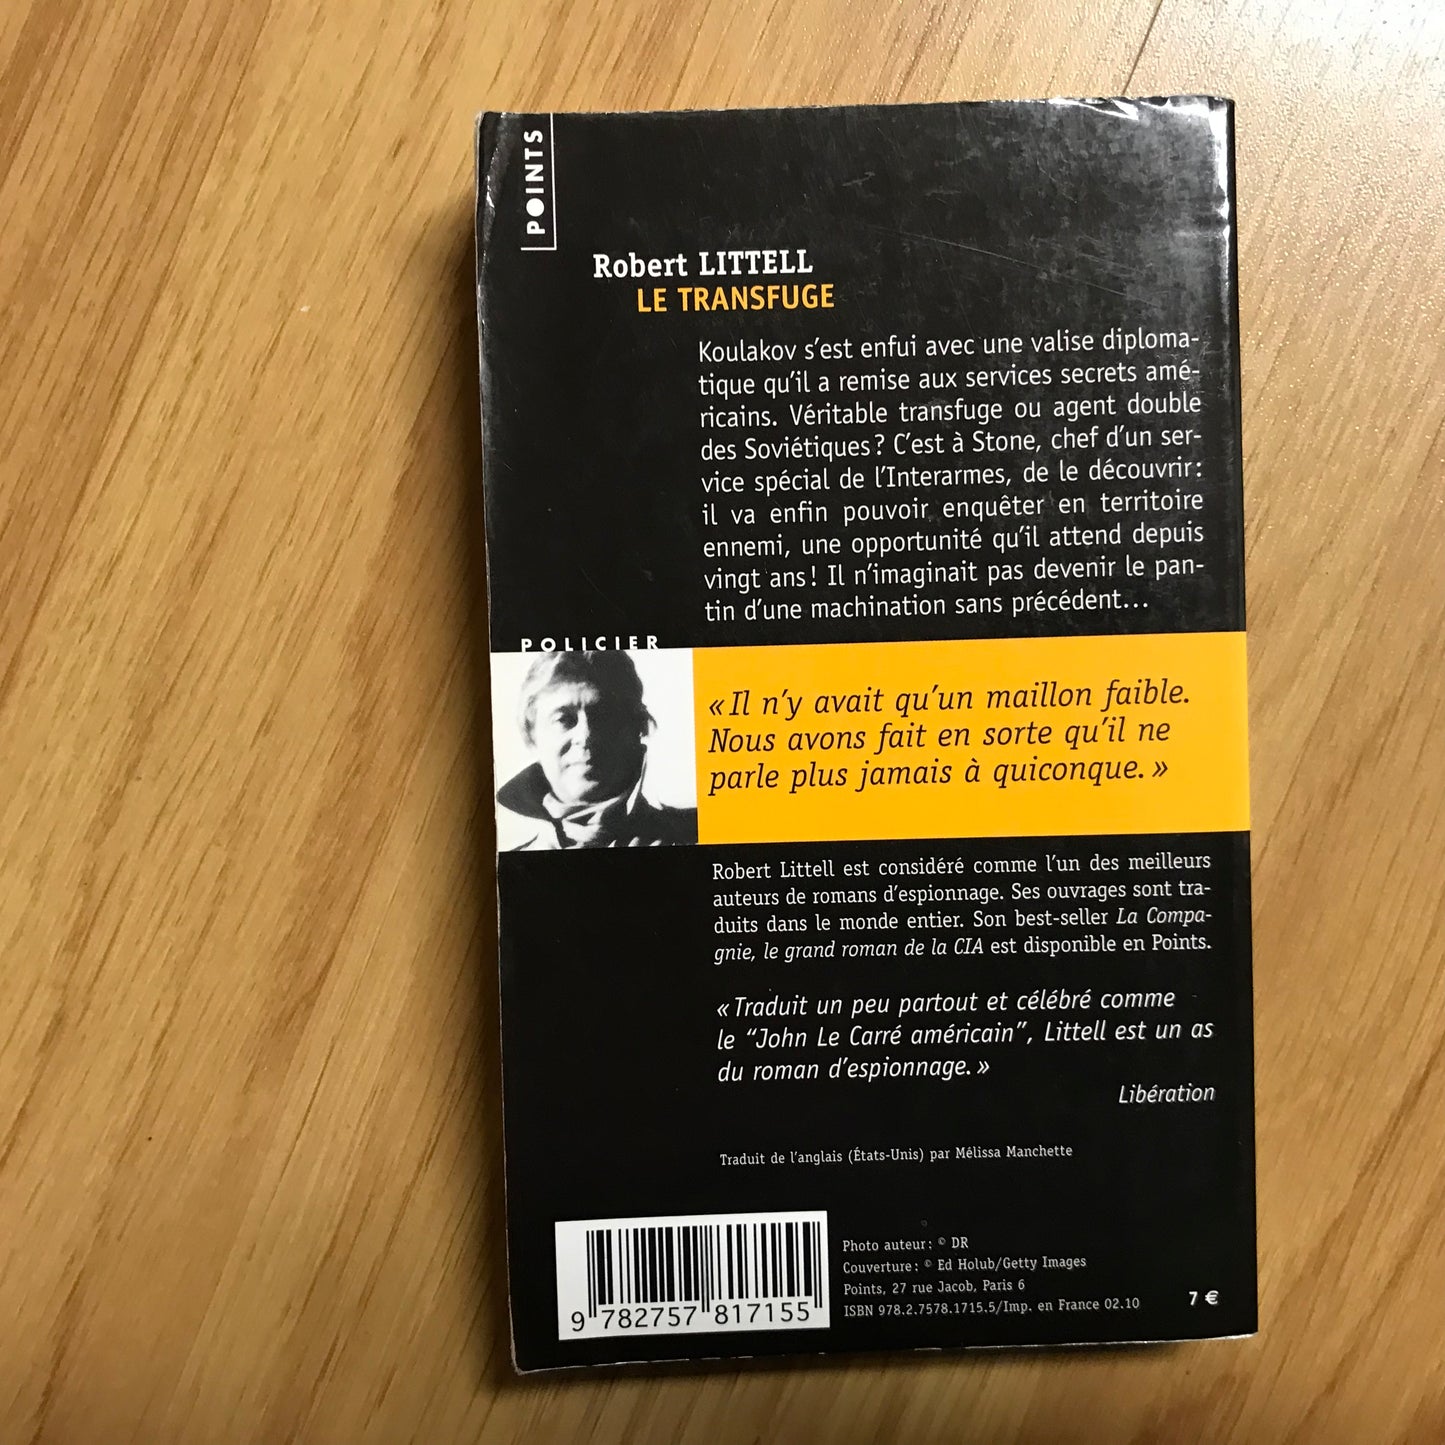 POINTS
Robert LITTELL
LE TRANSFUGE
Koulakov s'est enfui avec une valise diploma-
tique qu'il a remise aux services secrets amé-
ricains. Véritable transfuge ou agent double
des Soviétiques ? C'est à Stone, chef d'un ser-
vice spécial de l'Interarmes, de le découvrir :
il va enfin pouvoir enquêter en territoire
ennemi, une opportunité qu'il attend depuis
vingt ans ! Il n'imaginait pas devenir le pan-
tin d'une machination sans précédent...
POLICIER
« Il n'y avait qu'un maillon faible.
Nous avons fait en sorte qu'il ne
parle plus jamais à quiconque. »
Robert Littell est considéré comme l'un des meilleurs
auteurs de romans d'espionnage. Ses ouvrages sont tra-
duits dans le monde entier. Son best-seller La Compa-
gnie, le grand roman de la CIA est disponible en Points.
« Traduit un peu partout et célébré comme
le “John Le Carré américain”, Littell est un as
du roman d'espionnage. »
Libération
Traduit de l'anglais (États-Unis) par Mélissa Manchette
9 782757 817155
Photo auteur : © DR
Couverture : © Ed Holub/Getty Images
Points, 27 rue Jacob, Paris 6
ISBN 978.2.7578.1715.5/Imp. en France 02.10
7 €